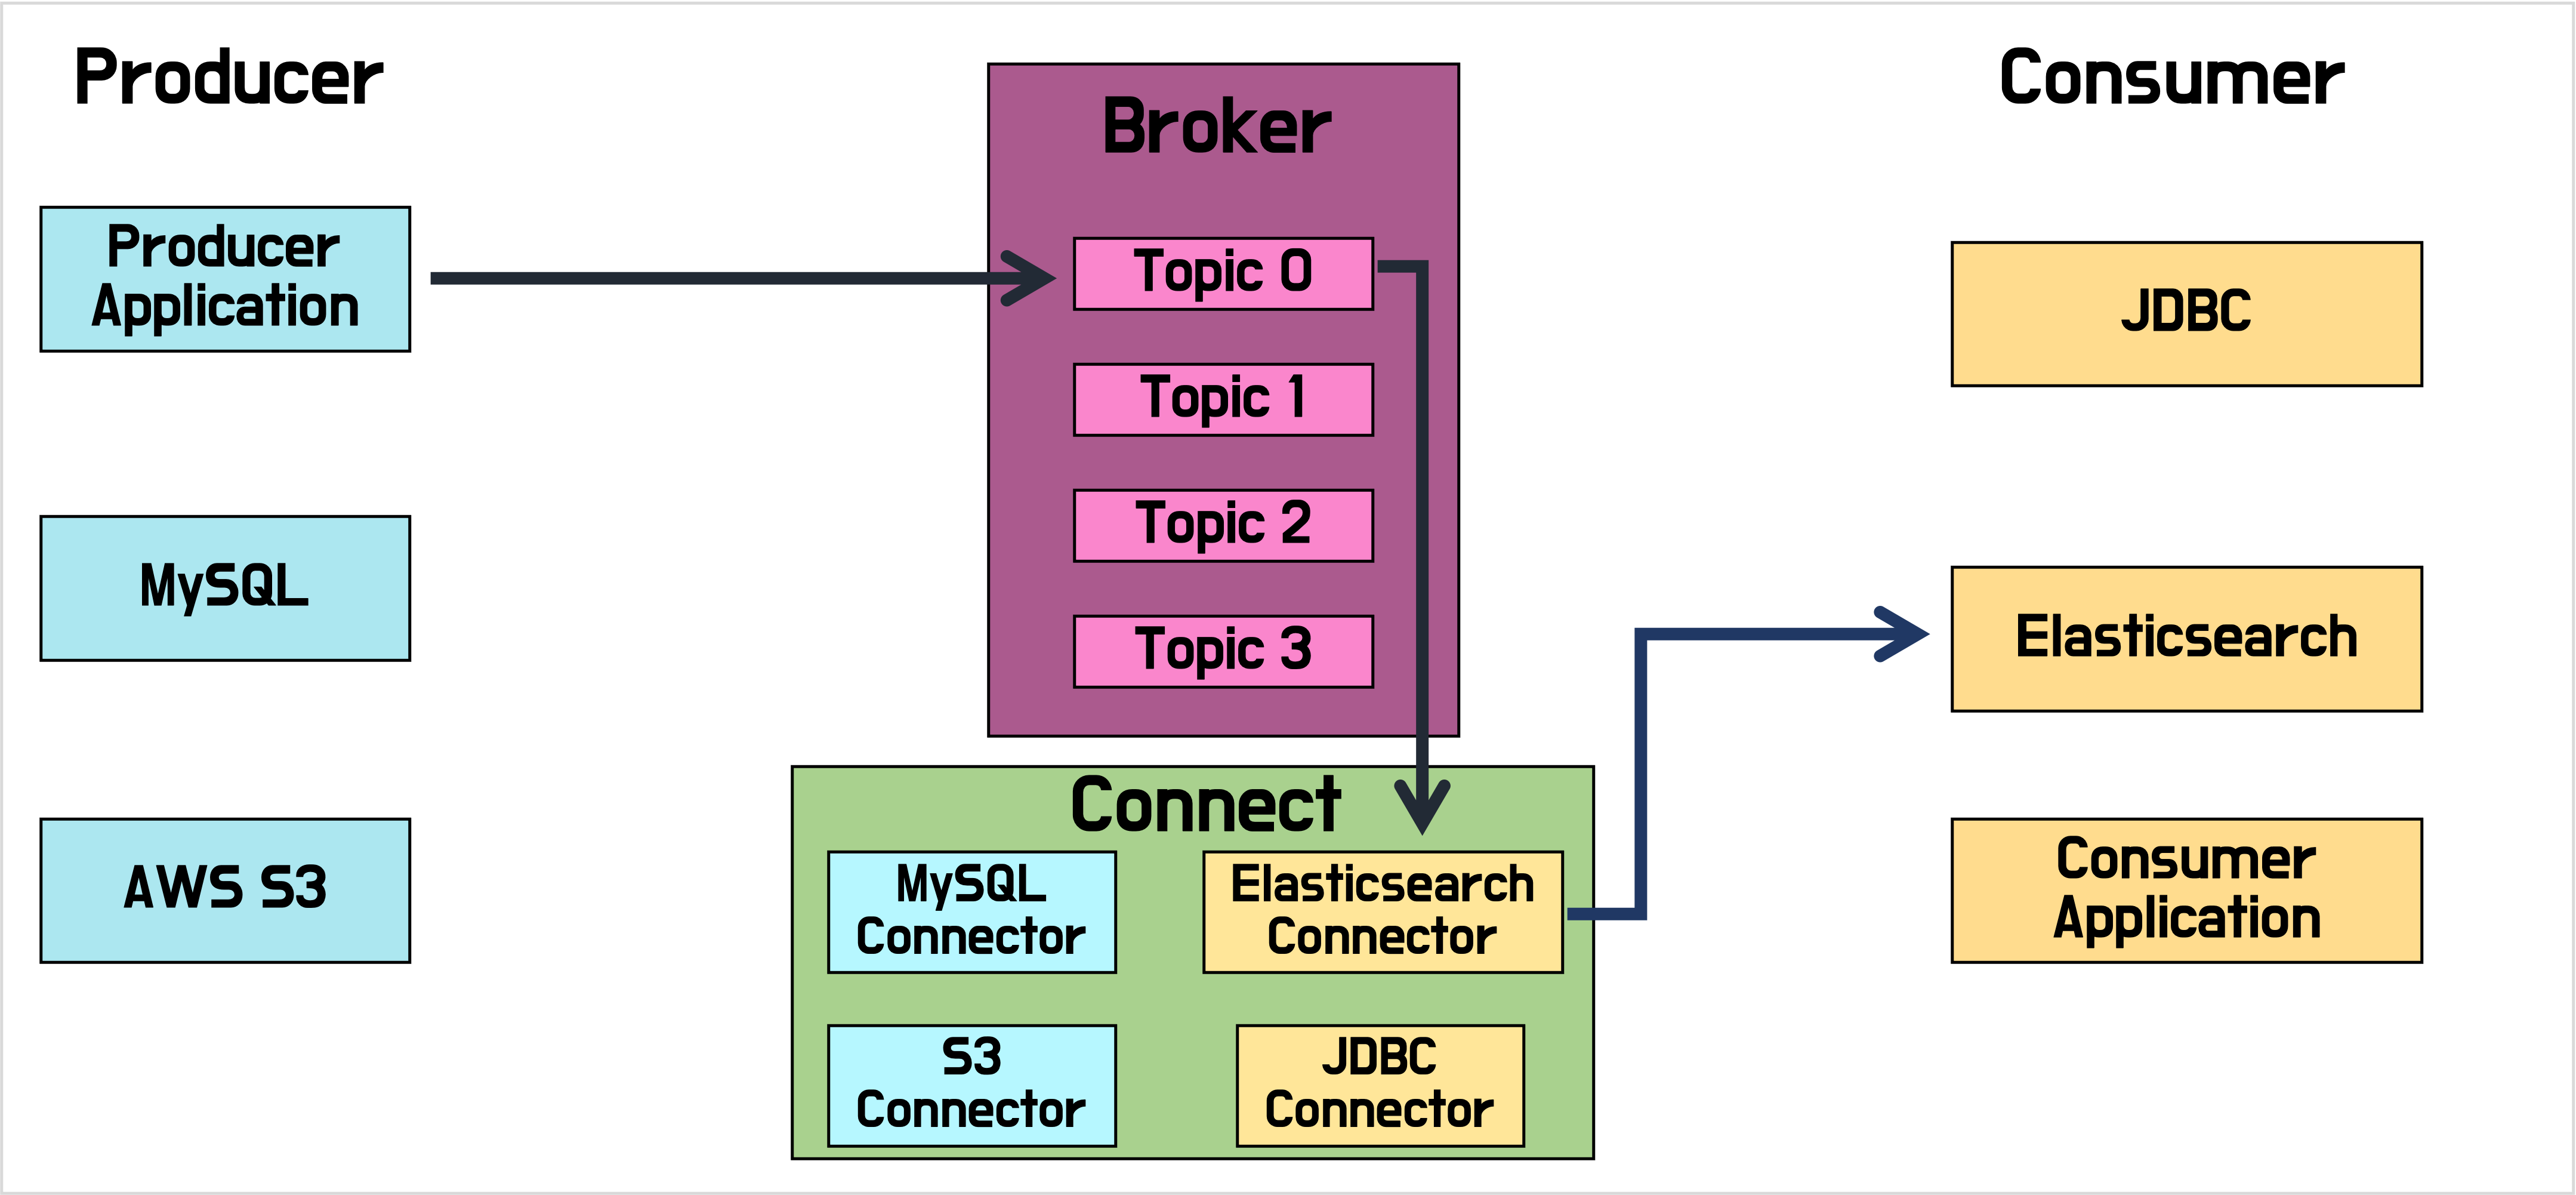 Producer
Producer
Application
MySQL
AWS S3
Broker
Topic 0
Topic 1
Topic 2
Topic 3
Connect
MySQL
Connector
Elasticsearch
Connector
S3
Connector
JDBC
Connector
Consumer
JDBC
Elasticsearch
Consumer
Application